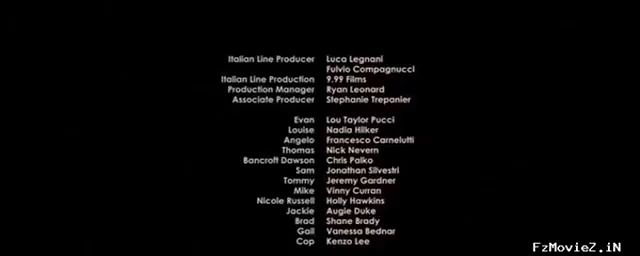 Italian Line Producer Luca Legnani
Fulvio Compagnucci
Italian Line Production 9.99 Films
Production Manager Ryan Leonard
Associate Producer Stephanie Trepanier
Evan Lou Taylor Pucci
Louise Nadia Hilker
Angelo Francesco Carnelutti
Thomas Nick Nevern
Bancroft Dawson Chris Palko
Sam Jonathan Silvestri
Tommy Jeremy Gardner
Mike Vinny Curran
Nicole Russell Holly Hawkins
Jackie Augie Duke
Brad Shane Brady
Gail Vanessa Bednar
Cop Kenzo Lee
FzMovieZ.iN